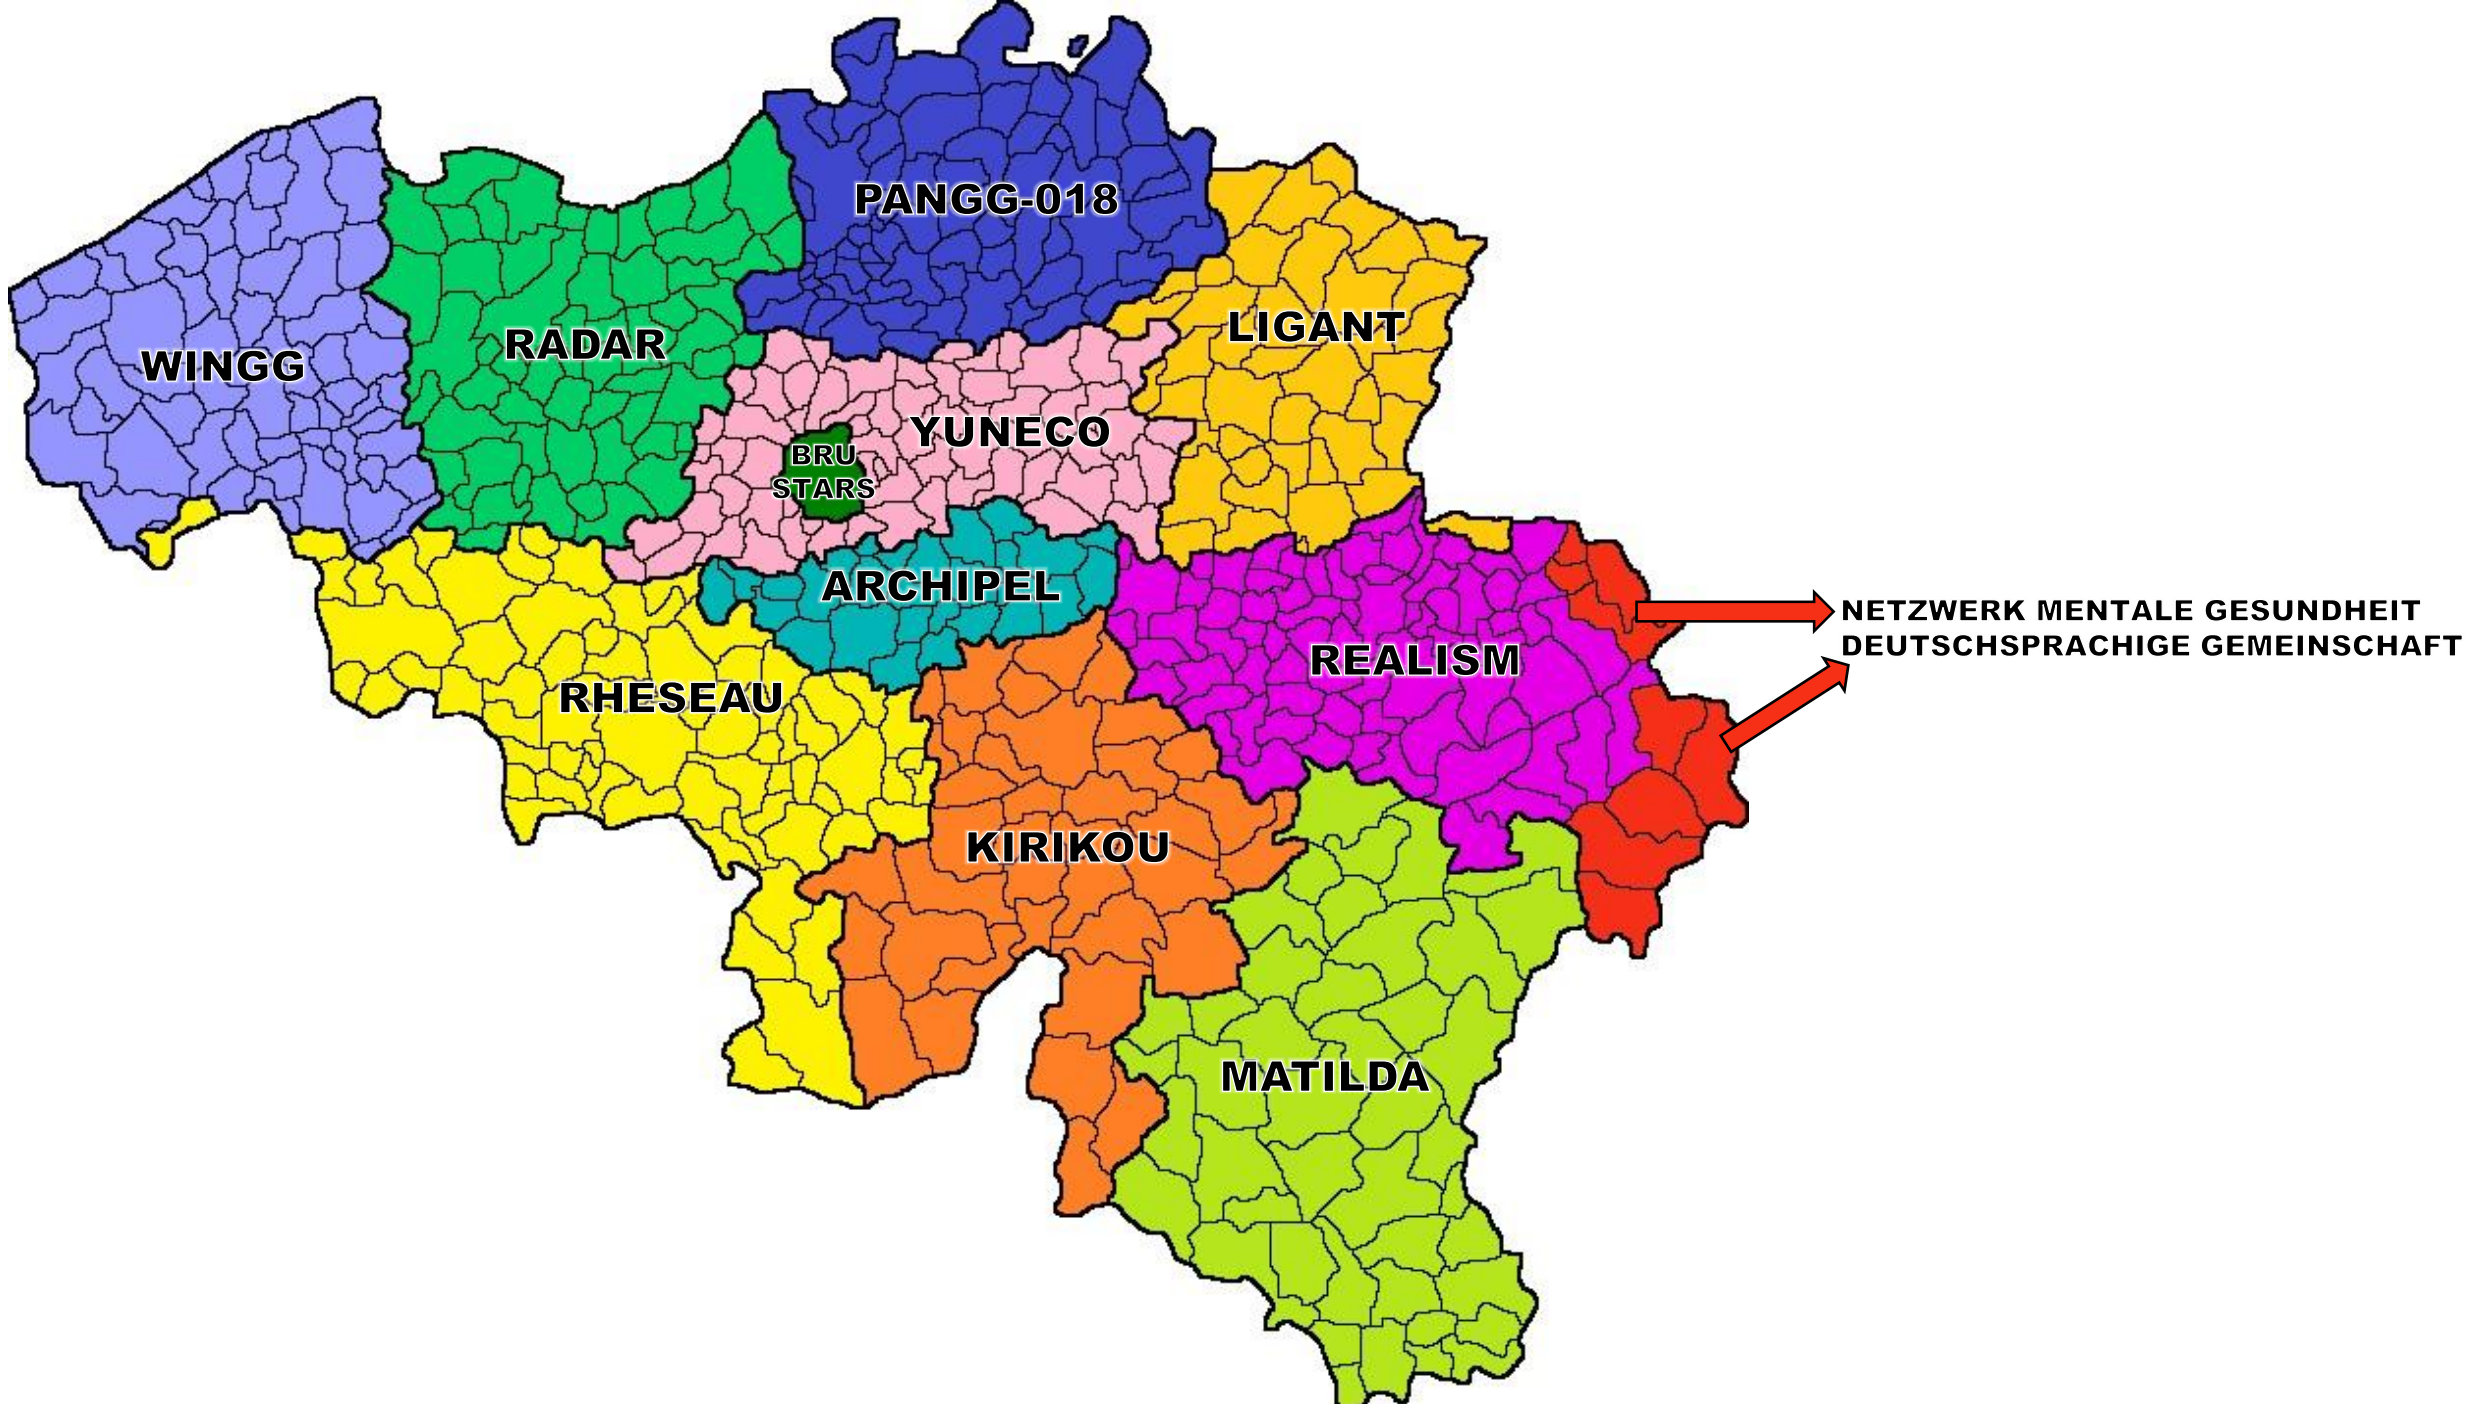 PANGG-018
WINGG
RADAR
LIGANT
YUNECO
BRU
STARS
ARCHIPEL
NETZWERK MENTALE GESUNDHEIT
DEUTSCHSPRACHIGE GEMEINSCHAFT
REALISM
RHESEAU
KIRIKOU
MATILDA